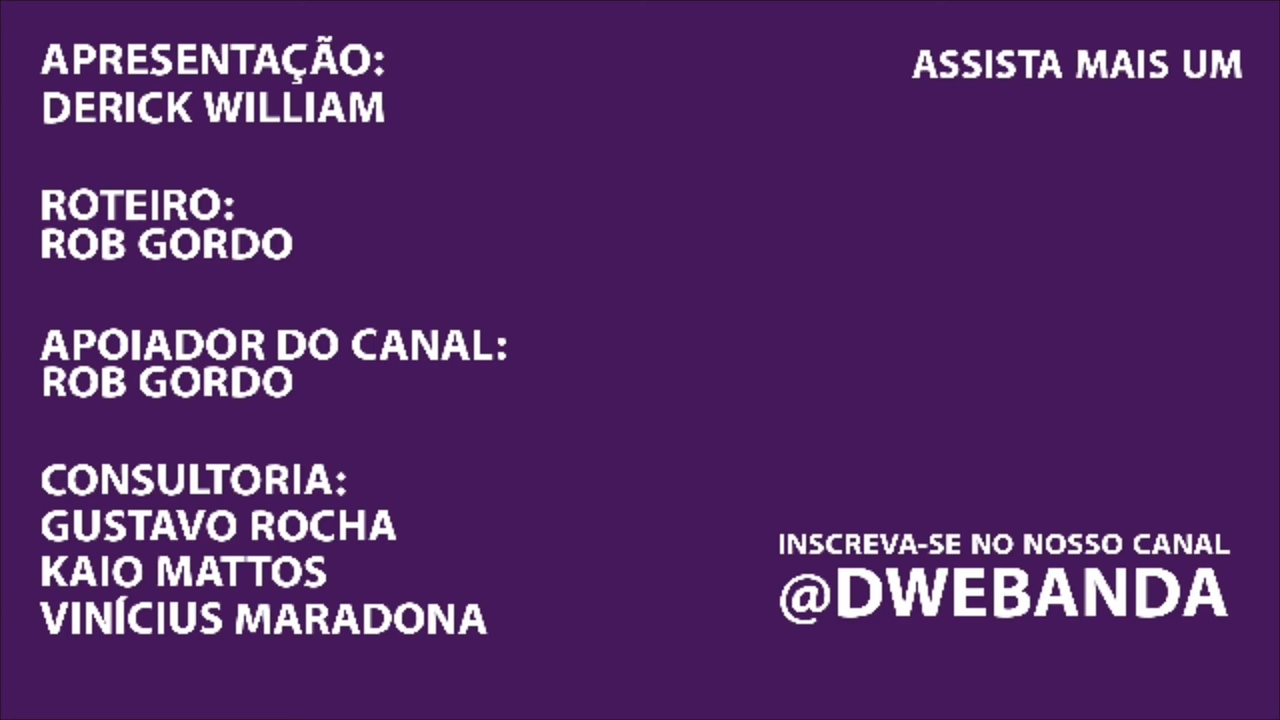 APRESENTAÇÃO:
DERICK WILLIAM
ROTEIRO:
ROB GORDO
APOIADOR DO CANAL:
ROB GORDO
CONSULTORIA:
GUSTAVO ROCHA
KAIO MATTOS
VINÍCIUS MARADONA
ASSISTA MAIS UM
INSCREVA-SE NO NOSSO CANAL
@DWEBANDA